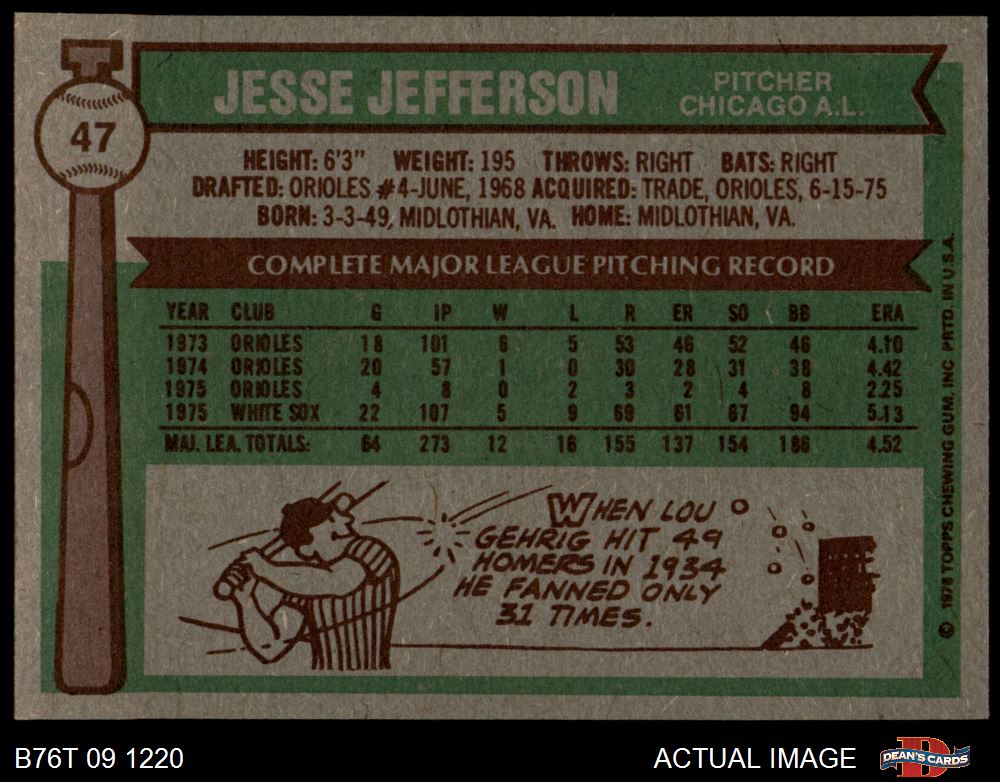 47
JESSE JEFFERSON
PITCHER
CHICAGO A.L.
HEIGHT: 6'3" WEIGHT: 195 THROWS: RIGHT BATS: RIGHT
DRAFTED: ORIOLES #4-JUNE, 1968 ACQUIRED: TRADE, ORIOLES, 6-15-75
BORN: 3-3-49, MIDLOTHIAN, VA. HOME: MIDLOTHIAN, VA.
COMPLETE MAJOR LEAGUE PITCHING RECORD
YEAR CLUB G IP W L R ER SO BB ERA
1973 ORIOLES 18 101 6 5 53 46 52 46 4.10
1974 ORIOLES 20 57 1 0 30 28 31 38 4.42
1975 ORIOLES 4 8 0 2 3 2 4 8 2.25
1975 WHITE SOX 22 107 5 9 69 61 67 94 5.13
MAJ. LEA. TOTALS: 64 273 12 16 155 137 154 186 4.52
WHEN LOU
GEHRIG HIT 49
HOMERS IN 1934
HE FANNED ONLY
31 TIMES.
© 1976 TOPPS CHEWING GUM, INC PRTD. IN U.S.A.
B76T 09 1220
ACTUAL IMAGE
DEAN'S CARDS